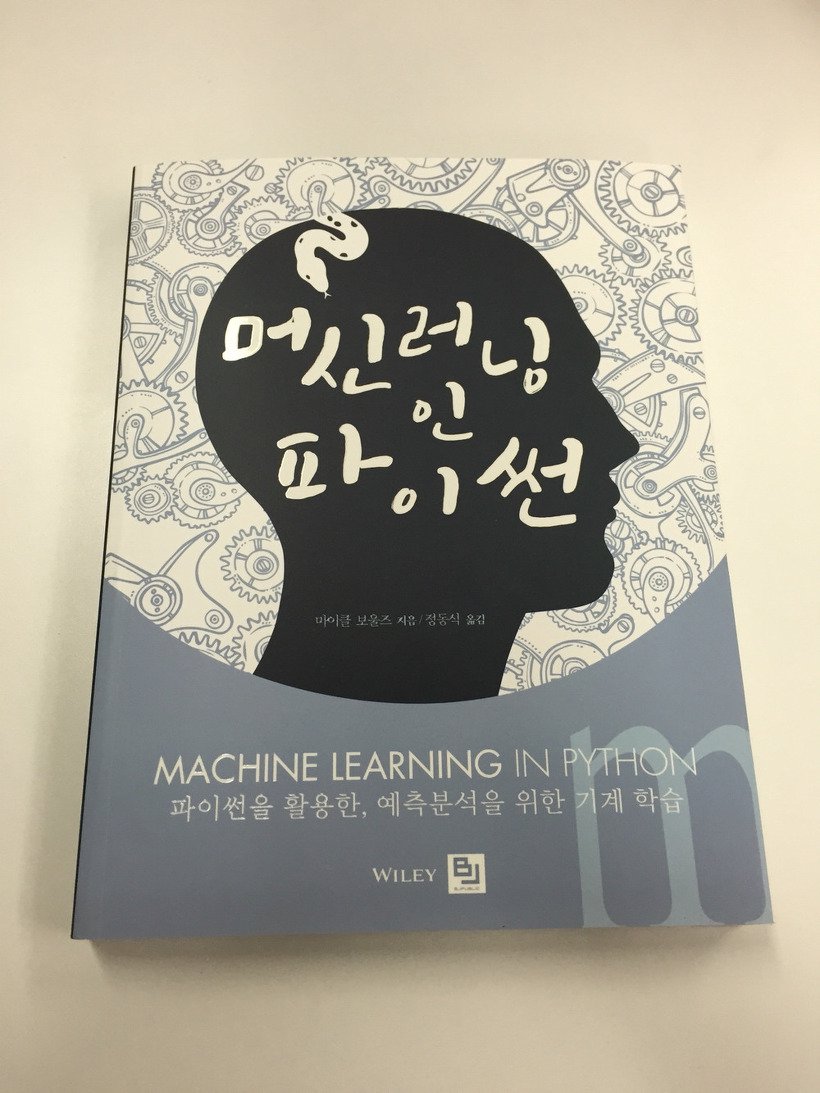 머신러닝
인
파이썬
마이클 보울즈 지음 / 정동식 옮김
MACHINE LEARNING IN PYTHON
파이썬을 활용한, 예측분석을 위한 기계 학습
WILEY BJ
BJPUBLIC
m